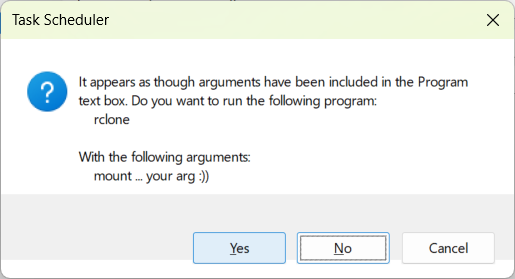 Task Scheduler
It appears as though arguments have been included in the Program
text box. Do you want to run the following program:
rclone
With the following arguments:
mount ... your arg :))
Yes
No
Cancel